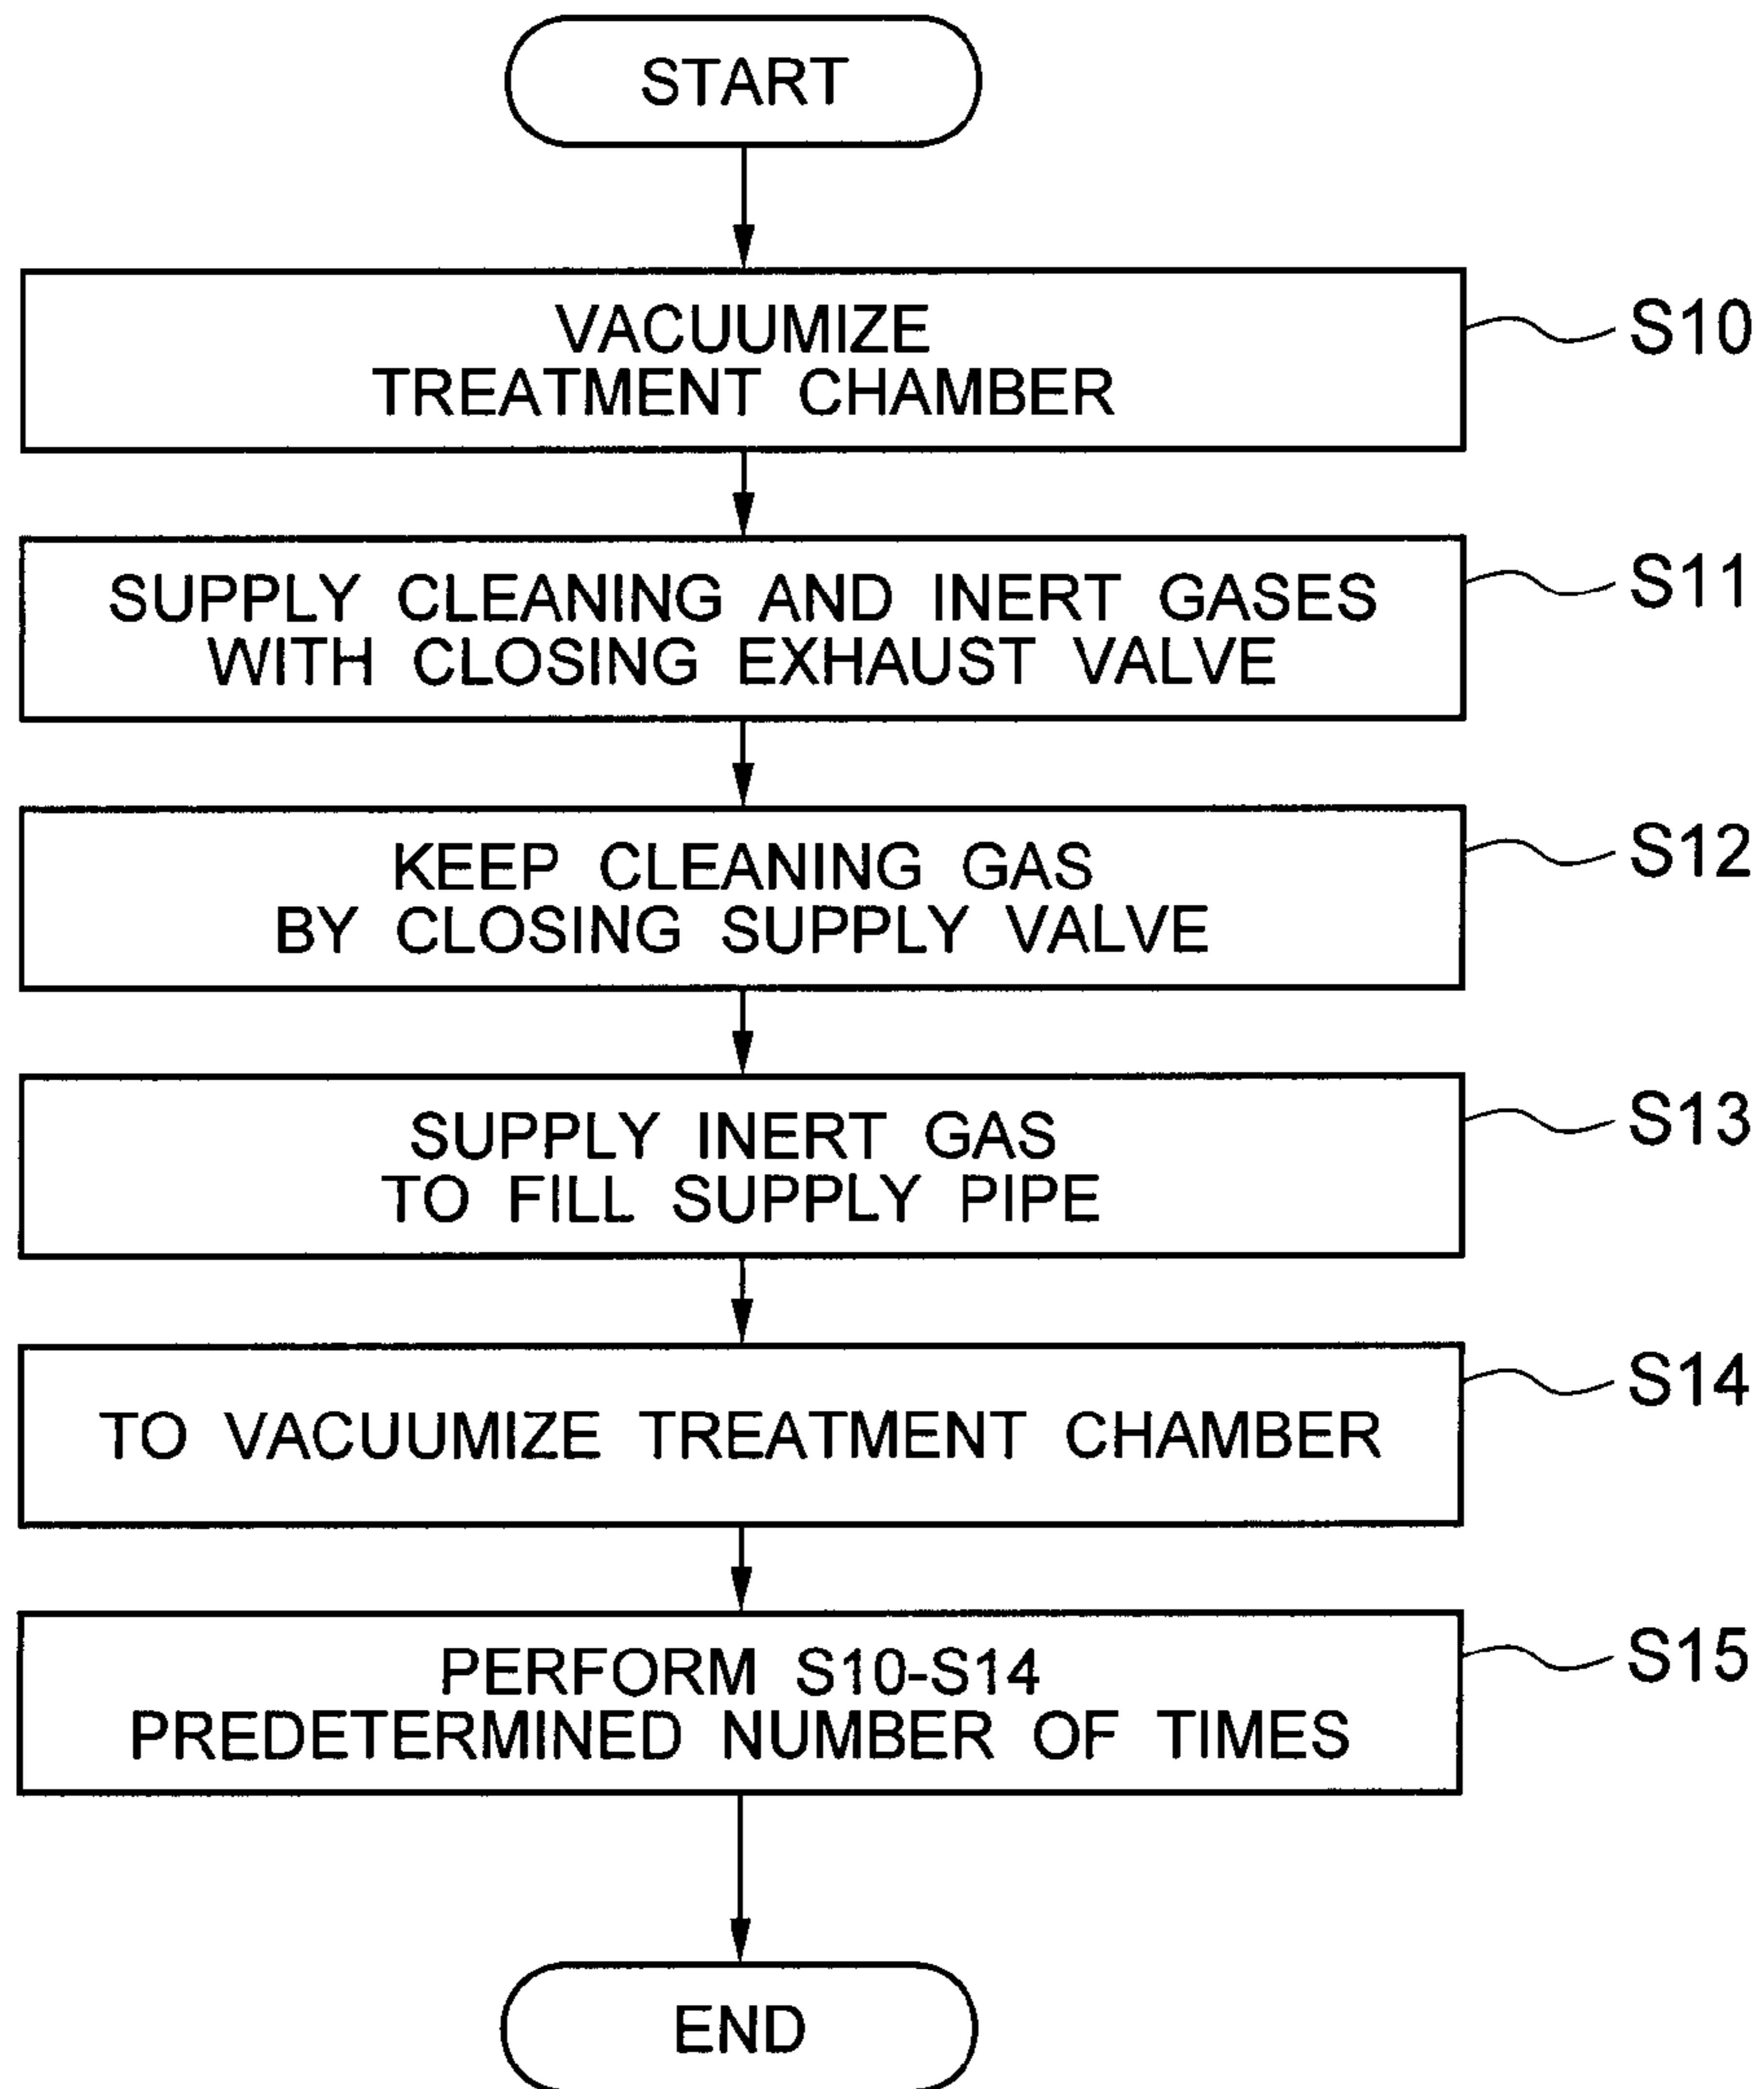 START
VACUUMIZE
TREATMENT CHAMBER
S10
SUPPLY CLEANING AND INERT GASES
WITH CLOSING EXHAUST VALVE
S11
KEEP CLEANING GAS
BY CLOSING SUPPLY VALVE
S12
SUPPLY INERT GAS
TO FILL SUPPLY PIPE
S13
TO VACUUMIZE TREATMENT CHAMBER
S14
PERFORM S10-S14
PREDETERMINED NUMBER OF TIMES
S15
END